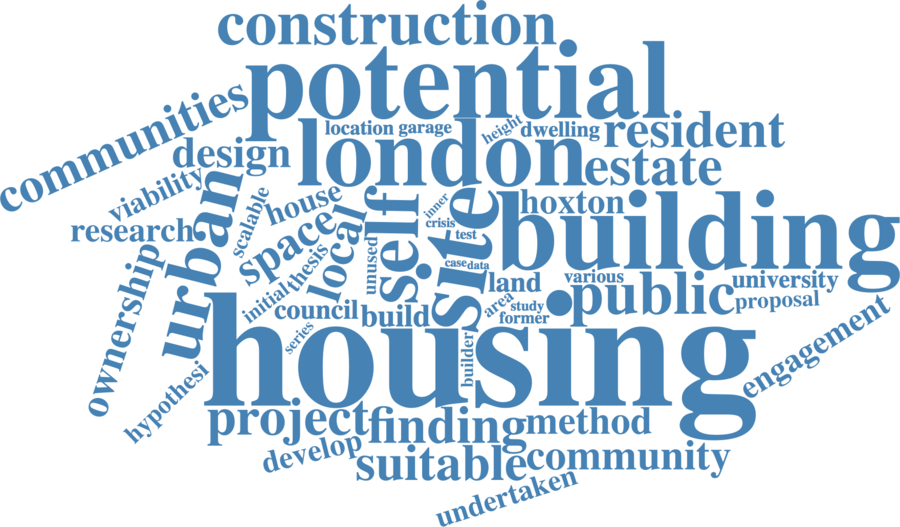 construction
potential
communities
location
garage
height
dwelling
resident
design
london
estate
viability
urban
scalable
house
research
space
local
unused
self
inner
crisis
test
site
hoxton
building
case
data
land
various
university
ownership
initial
thesis
council
build
series
area
study
former
public
proposal
housing
builder
engagement
hypothesi
project
finding
method
develop
suitable
community
undertaken